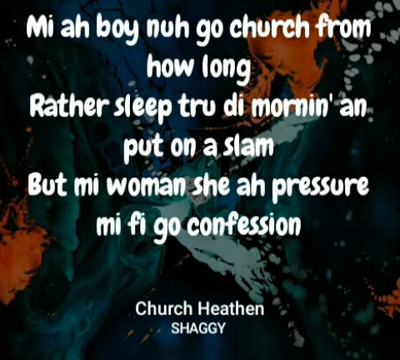 Mi ah boy nuh go church from
how long
Rather sleep tru di mornin' an
put on a slam
But mi woman she ah pressure
mi fi go confession
Church Heathen
SHAGGY